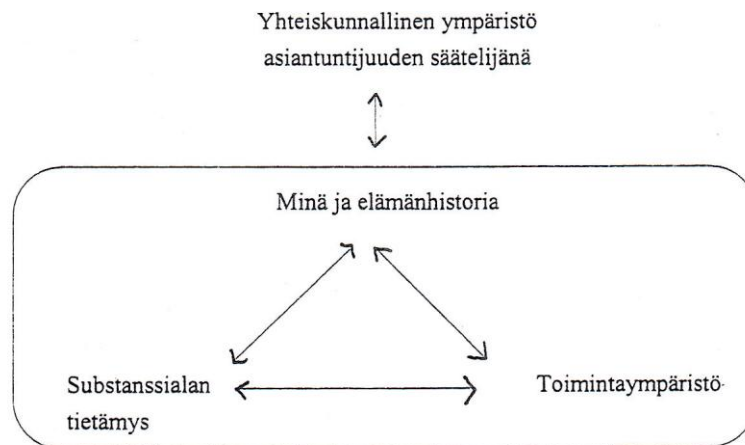 Yhteiskunnallinen ympäristö
asiantuntijuuden säätelijänä
Minä ja elämänhistoria
Substanssialan
tietämys
Toimintaympäristö